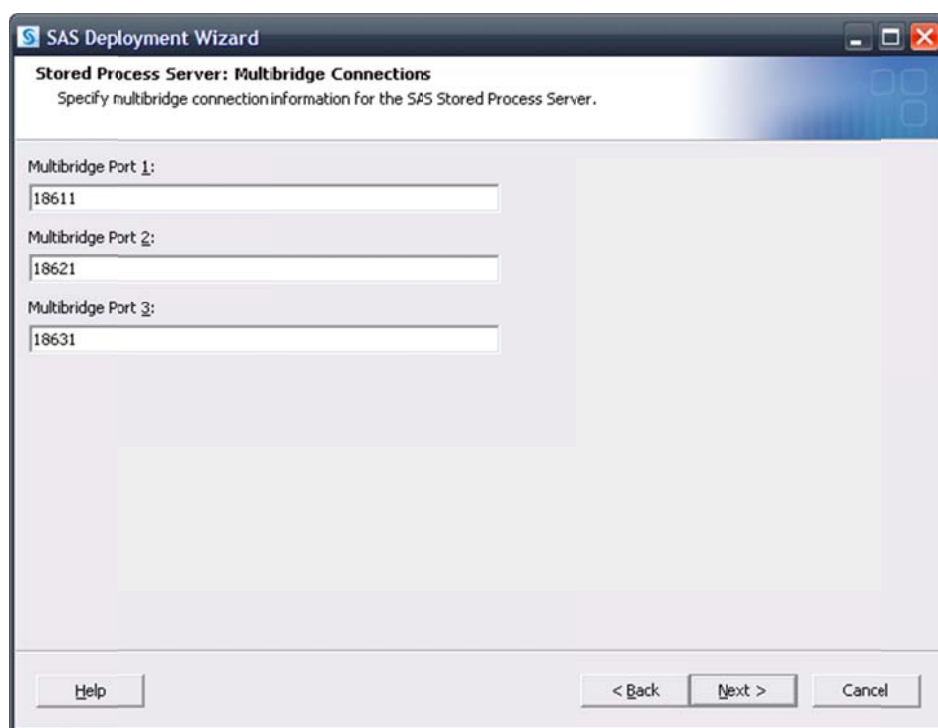 SAS Deployment Wizard
Stored Process Server: Multibridge Connections
Specify multibridge connection information for the SAS Stored Process Server.
Multibridge Port 1:
18611
Multibridge Port 2:
18621
Multibridge Port 3:
18631
Help
< Back
Next >
Cancel